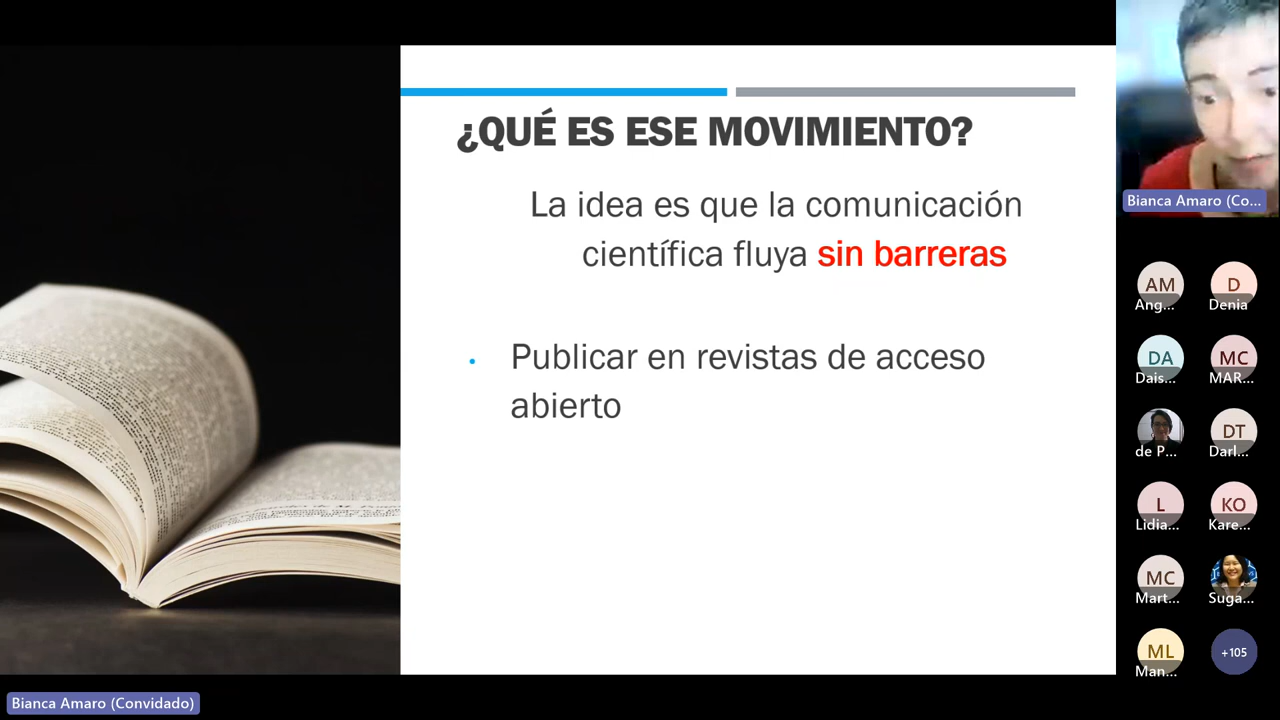 ¿QUÉ ES ESE MOVIMIENTO?
La idea es que la comunicación
científica fluya sin barreras
• Publicar en revistas de acceso
abierto
Bianca Amaro (Co...
AM
Ang...
D
Denia
DA
Dais...
MC
MAR...
de P...
DT
Darl...
L
Lidia...
KO
Kare...
MC
Mart...
Suga...
ML
Man...
+105
Bianca Amaro (Convidado)